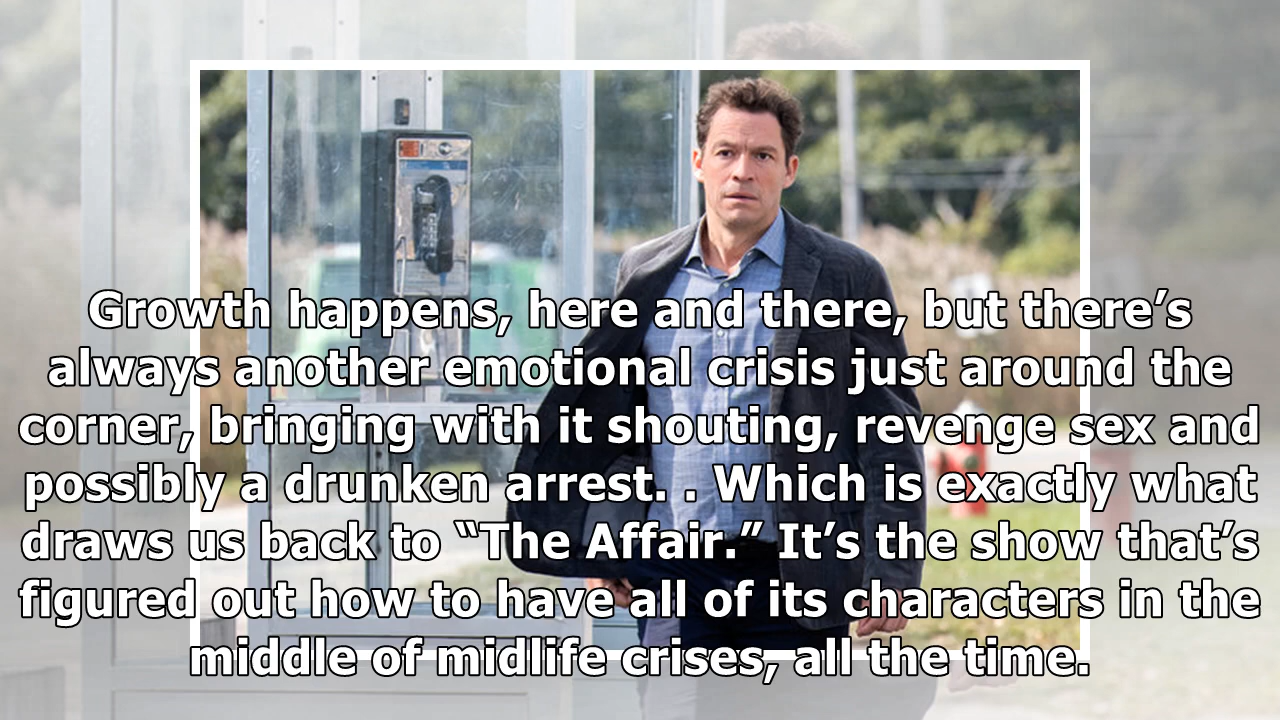 Growth happens, here and there, but there’s
always another emotional crisis just around the
corner, bringing with it shouting, revenge sex and
possibly a drunken arrest. . Which is exactly what
draws us back to “The Affair.” It’s the show that’s
figured out how to have all of its characters in the
middle of midlife crises, all the time.